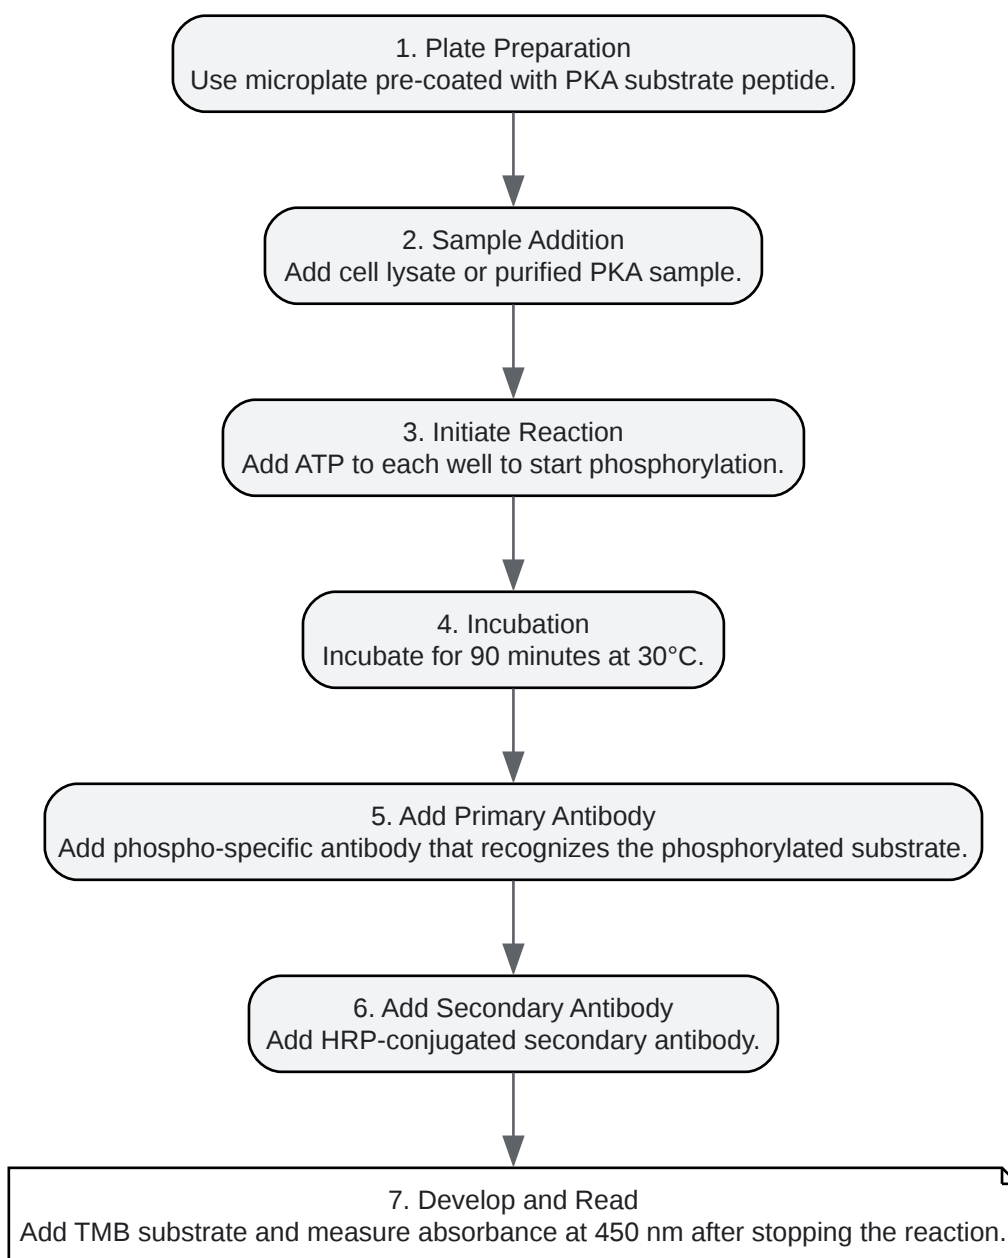 1. Plate Preparation
Use microplate pre-coated with PKA substrate peptide.
2. Sample Addition
Add cell lysate or purified PKA sample.
3. Initiate Reaction
Add ATP to each well to start phosphorylation.
4. Incubation
Incubate for 90 minutes at 30°C.
5. Add Primary Antibody
Add phospho-specific antibody that recognizes the phosphorylated substrate.
6. Add Secondary Antibody
Add HRP-conjugated secondary antibody.
7. Develop and Read
Add TMB substrate and measure absorbance at 450 nm after stopping the reaction.